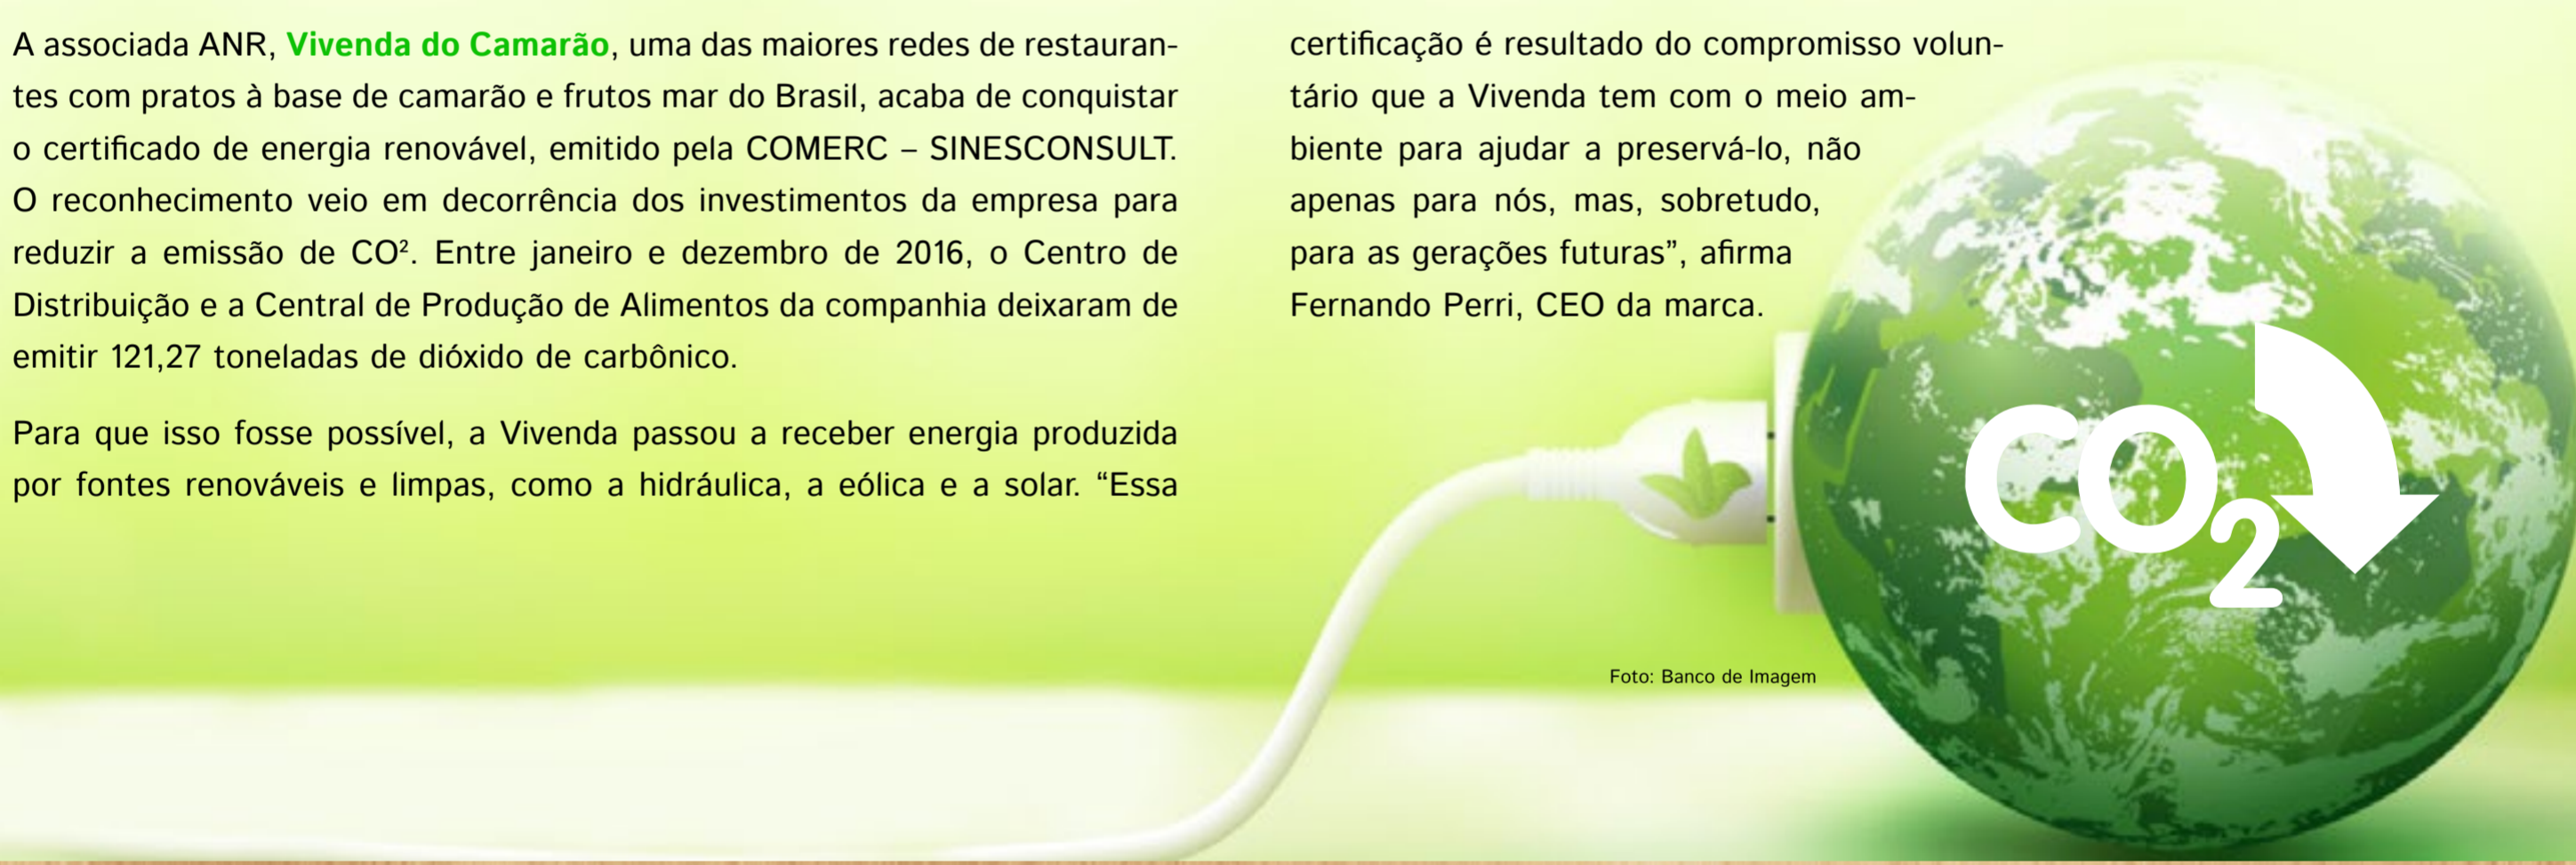 A associada ANR, Vivenda do Camarão, uma das maiores redes de restauran-
tes com pratos à base de camarão e frutos mar do Brasil, acaba de conquistar
o certificado de energia renovável, emitido pela COMERC – SINESCONSULT.
O reconhecimento veio em decorrência dos investimentos da empresa para
reduzir a emissão de CO². Entre janeiro e dezembro de 2016, o Centro de
Distribuição e a Central de Produção de Alimentos da companhia deixaram de
emitir 121,27 toneladas de dióxido de carbônico.
Para que isso fosse possível, a Vivenda passou a receber energia produzida
por fontes renováveis e limpas, como a hidráulica, a eólica e a solar. “Essa
certificação é resultado do compromisso volun-
tário que a Vivenda tem com o meio am-
biente para ajudar a preservá-lo, não
apenas para nós, mas, sobretudo,
para as gerações futuras”, afirma
Fernando Perri, CEO da marca.
CO2
Foto: Banco de Imagem